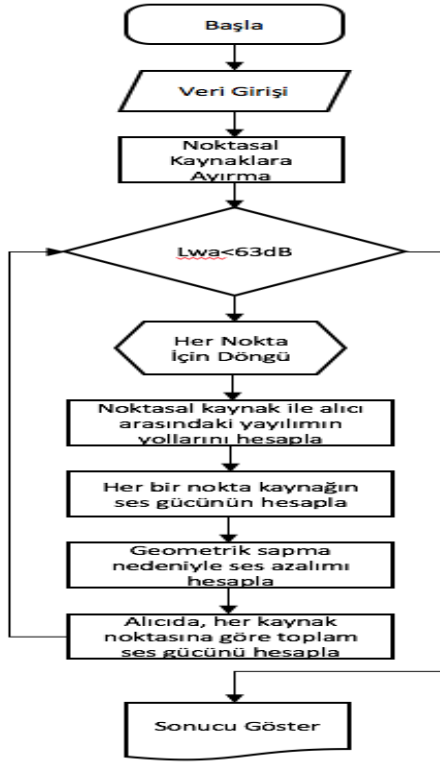 Başla
Veri Girişi
Noktasal
Kaynaklara
Ayırma
Lwa<63dB
Her Nokta
İçin Döngü
Noktasal kaynak ile alıcı
arasındaki yayılımın
yollarını hesapla
Her bir nokta kaynağın
ses gücünün hesapla
Geometrik sapma
nedeniyle ses azalımı
hesapla
Alıcıda, her kaynak
noktasına göre toplam
ses gücünü hesapla
Sonucu Göster